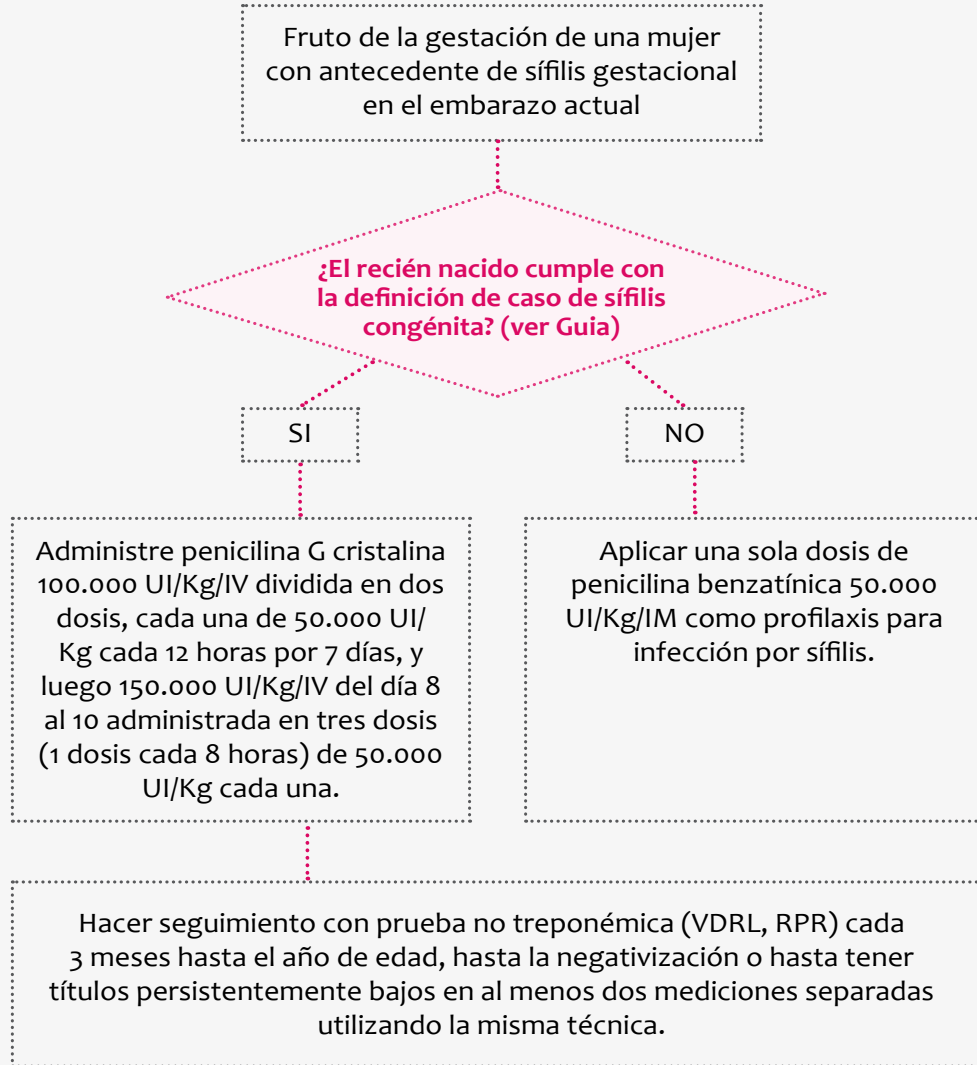 Fruto de la gestación de una mujer
con antecedente de sífilis gestacional
en el embarazo actual
¿El recién nacido cumple con
la definición de caso de sífilis
congénita? (ver Guia)
SI
NO
Administre penicilina G cristalina
100.000 UI/Kg/IV dividida en dos
dosis, cada una de 50.000 UI/
Kg cada 12 horas por 7 días, y
luego 150.000 UI/Kg/IV del día 8
al 10 administrada en tres dosis
(1 dosis cada 8 horas) de 50.000
UI/Kg cada una.
Aplicar una sola dosis de
penicilina benzatínica 50.000
UI/Kg/IM como profilaxis para
infección por sífilis.
Hacer seguimiento con prueba no treponémica (VDRL, RPR) cada
3 meses hasta el año de edad, hasta la negativización o hasta tener
títulos persistentemente bajos en al menos dos mediciones separadas
utilizando la misma técnica.